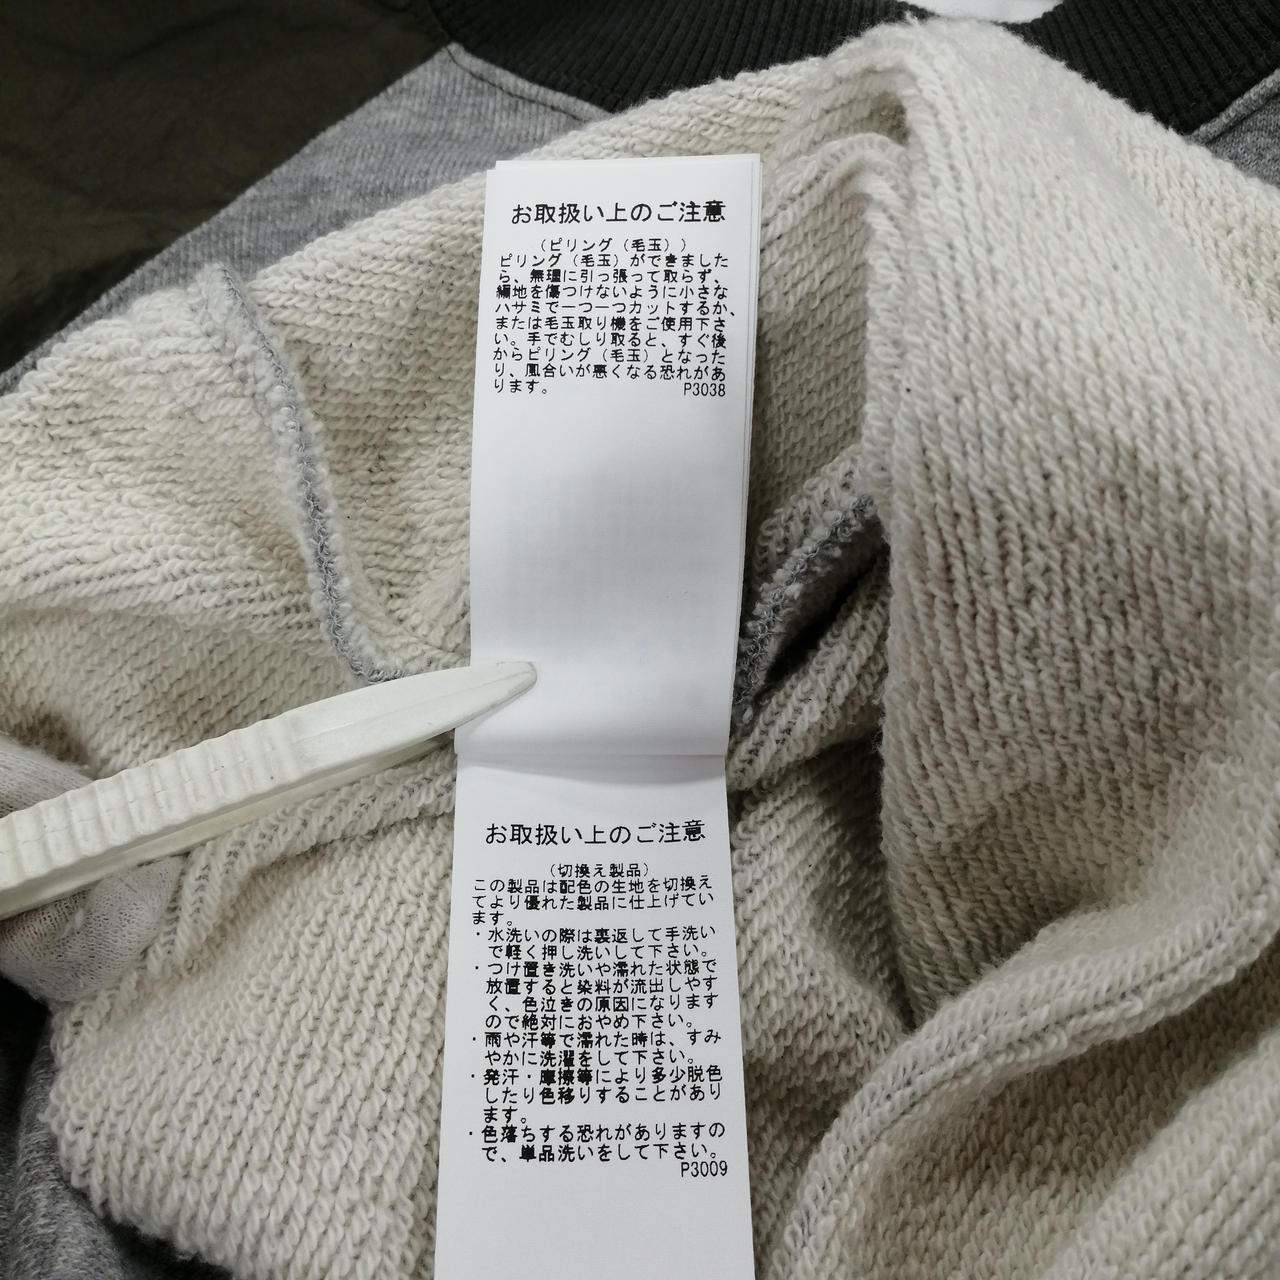 お取扱い上のご注意
（ピリング（毛玉））
ピリング（毛玉）ができました
ら、無理に引っ張って取らず、
編地を傷つけないように小さな
ハサミで一つ一つカットするか、
または毛玉取り機をご使用下さ
い。手でむしり取ると、すぐ後
からピリング（毛玉）となった
り、風合いが悪くなる恐れがあ
ります。 P3038
お取扱い上のご注意
（切換え製品）
この製品は配色の生地を切換え
てより優れた製品に仕上げてい
ます。
・水洗いの際は裏返して手洗い
で軽く押し洗いして下さい。
・つけ置き洗いや濡れた状態で
放置すると染料が流出しやす
く、色泣きの原因になります
ので絶対におやめ下さい。
・雨や汗等で濡れた時は、すみ
やかに洗濯をして下さい。
・発汗・摩擦等により多少脱色
したり色移りすることがあり
ます。
・色落ちする恐れがありますの
で、単品洗いをして下さい。
P3009